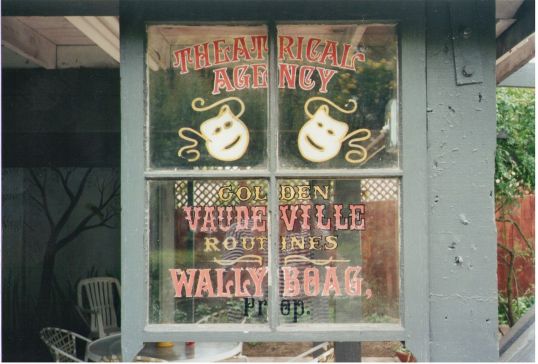 THEATRICAL
AGENCY
GOLDEN
VAUDEVILLE
ROUTINES
WALLY BOAG,
Prop.